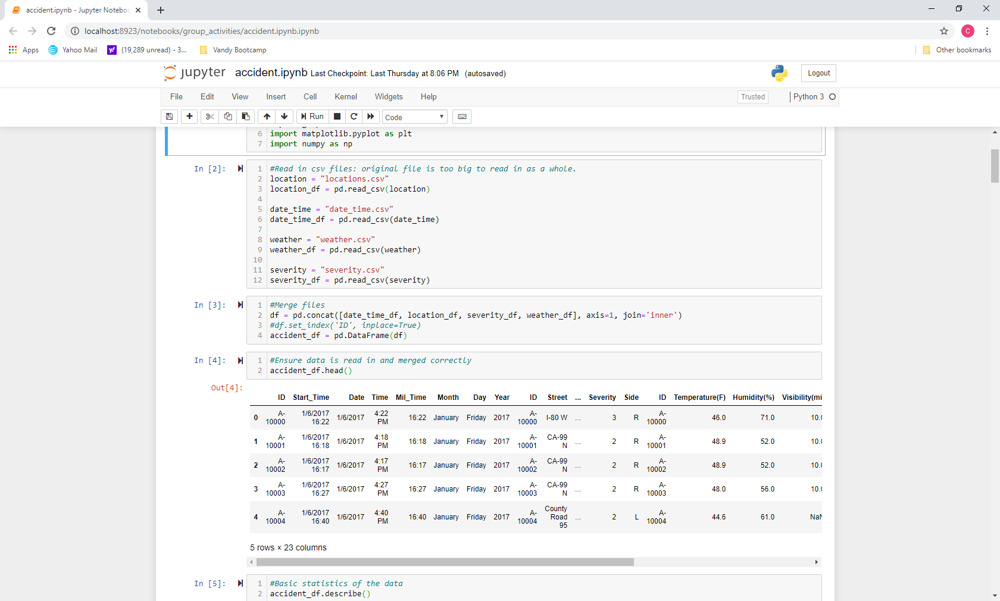 accident.ipynb - Jupyter Noteboo
localhost:8923/notebooks/group_activities/accident.ipynb.ipynb
C
Apps
Yahoo Mail
(19,289 unread) - 3...
Vandy Bootcamp
Other bookmarks
jupyter
accident.ipynb Last Checkpoint: Last Thursday at 8:06 PM (autosaved)
Logout
File Edit View Insert Cell Kernel Widgets Help
Trusted
Python 3
Run
Code
6 import matplotlib.pyplot as plt
7 import numpy as np
In [2]:
1 #Read in csv files: original file is too big to read in as a whole.
2 location = "locations.csv"
3 location_df = pd.read_csv(location)
4
5 date_time = "date_time.csv"
6 date_time_df = pd.read_csv(date_time)
7
8 weather = "weather.csv"
9 weather_df = pd.read_csv(weather)
10
11 severity = "severity.csv"
12 severity_df = pd.read_csv(severity)
In [3]:
1 #Merge files
2 df = pd.concat([date_time_df, location_df, severity_df, weather_df], axis=1, join='inner')
3 #df.set_index('ID', inplace=True)
4 accident_df = pd.DataFrame(df)
In [4]:
1 #Ensure data is read in and merged correctly
2 accident_df.head()
Out[4]:
ID Start_Time Date Time Mil_Time Month Day Year ID Street ... Severity Side ID Temperature(F) Humidity(%) Visibility(mi
0 A-10000 1/6/2017 16:22 1/6/2017 4:22 PM 16:22 January Friday 2017 A-10000 I-80 W ... 3 R A-10000 46.0 71.0 10.0
1 A-10001 1/6/2017 16:18 1/6/2017 4:18 PM 16:18 January Friday 2017 A-10001 CA-99 N ... 2 R A-10001 48.9 52.0 10.0
2 A-10002 1/6/2017 16:17 1/6/2017 4:17 PM 16:17 January Friday 2017 A-10002 CA-99 N ... 2 R A-10002 48.9 52.0 10.0
3 A-10003 1/6/2017 16:27 1/6/2017 4:27 PM 16:27 January Friday 2017 A-10003 CA-99 N ... 2 R A-10003 48.0 56.0 10.0
4 A-10004 1/6/2017 16:40 1/6/2017 4:40 PM 16:40 January Friday 2017 A-10004 County Road 95 ... 2 L A-10004 44.6 61.0 NaN
5 rows × 23 columns
In [5]:
1 #Basic statistics of the data
2 accident_df.describe()